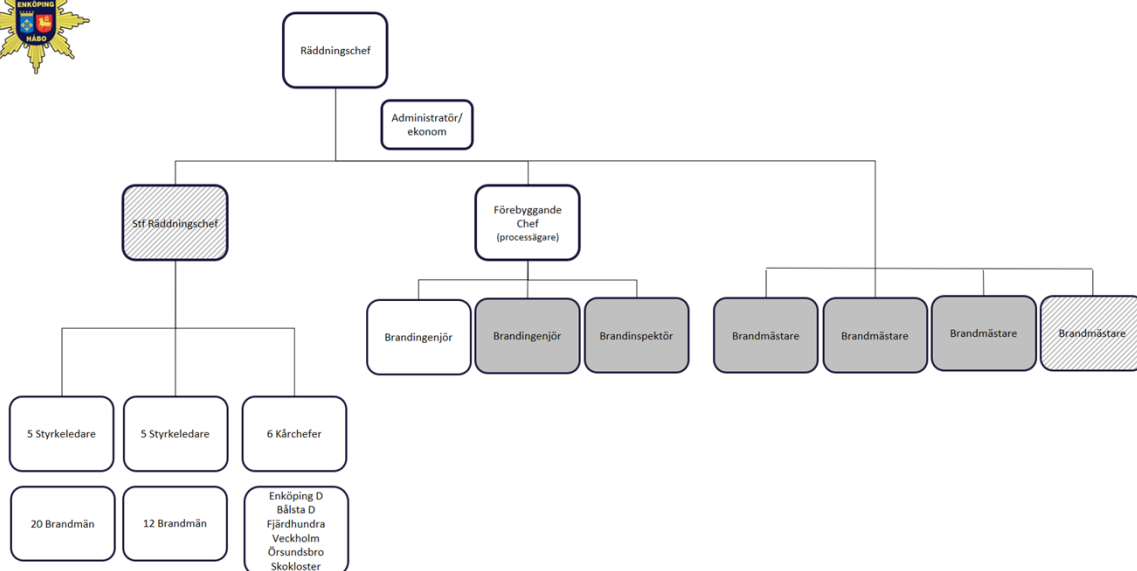 ENKÖPING
HÅBO
Räddningschef
Administratör/
ekonom
Stf Räddningschef
Förebyggande
Chef
(processägare)
Brandingenjör
Brandingenjör
Brandinspektör
Brandmästare
Brandmästare
Brandmästare
Brandmästare
5 Styrkeledare
5 Styrkeledare
6 Kårchefer
20 Brandmän
12 Brandmän
Enköping D
Bålsta D
Fjärdhundra
Veckholm
Örsundsbro
Skokloster